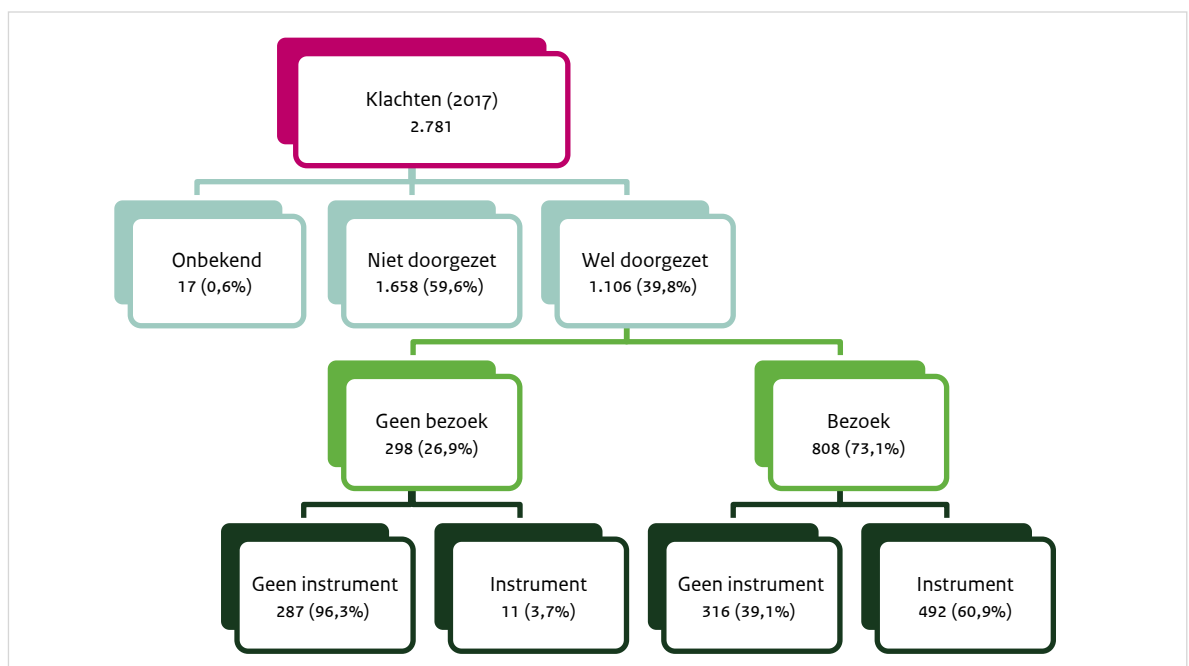 Klachten (2017)
2.781
Onbekend
17 (0,6%)
Niet doorgezet
1.658 (59,6%)
Wel doorgezet
1.106 (39,8%)
Geen bezoek
298 (26,9%)
Bezoek
808 (73,1%)
Geen instrument
287 (96,3%)
Instrument
11 (3,7%)
Geen instrument
316 (39,1%)
Instrument
492 (60,9%)